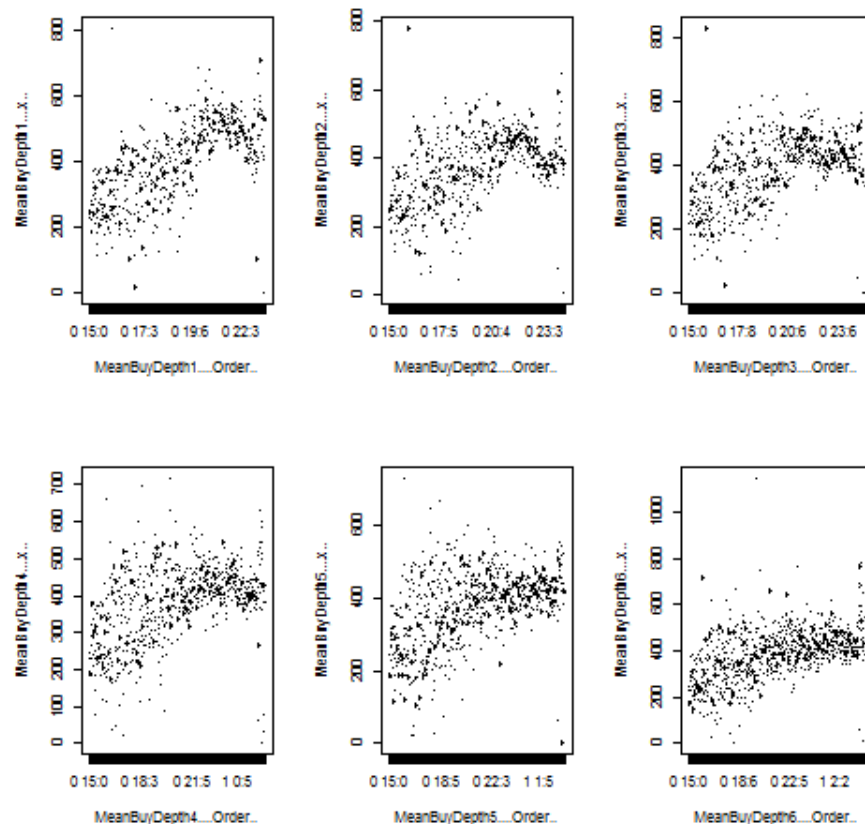 MeanBuyDepth1....x..
0 200 400 600 800
0 15:0 0 17:3 0 19:6 0 22:3
MeanBuyDepth1....Order..
MeanBuyDepth2....x..
0 200 400 600 800
0 15:0 0 17:5 0 20:4 0 23:3
MeanBuyDepth2....Order..
MeanBuyDepth3....x..
0 200 400 600 800
0 15:0 0 17:8 0 20:6 0 23:6
MeanBuyDepth3....Order..
MeanBuyDepth4....x..
0 100 200 300 400 500 600 700
0 15:0 0 18:3 0 21:5 1 0:5
MeanBuyDepth4....Order..
MeanBuyDepth5....x..
0 200 400 600
0 15:0 0 18:5 0 22:3 1 1:5
MeanBuyDepth5....Order..
MeanBuyDepth6....x..
0 200 400 600 800 1000
0 15:0 0 18:6 0 22:5 1 2:2
MeanBuyDepth6....Order..